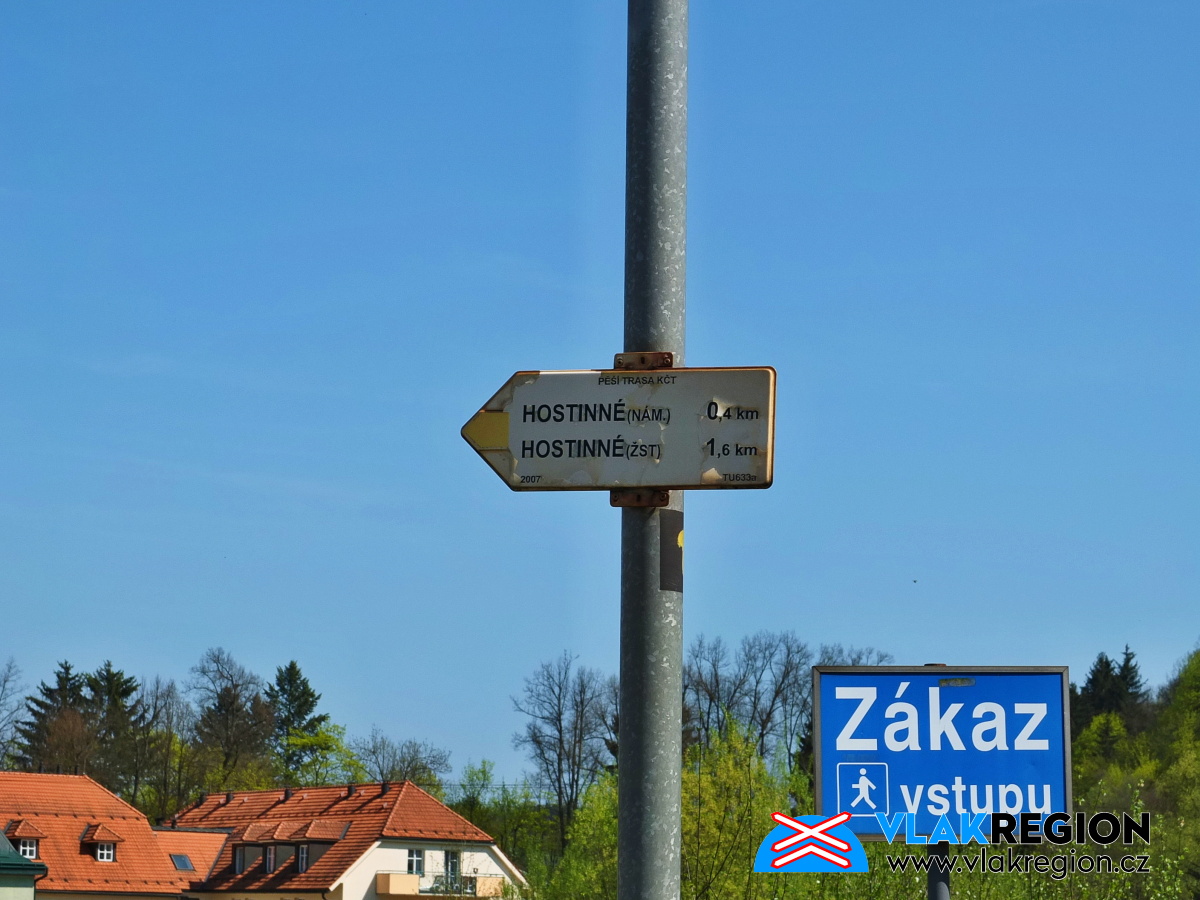 PĚŠÍ TRASA KČT
HOSTINNÉ(NÁM.) 0,4 km
HOSTINNÉ(ŽST) 1,6 km
2007 TU633a
Zákaz
vstupu
VLAKREGION
www.vlakregion.cz